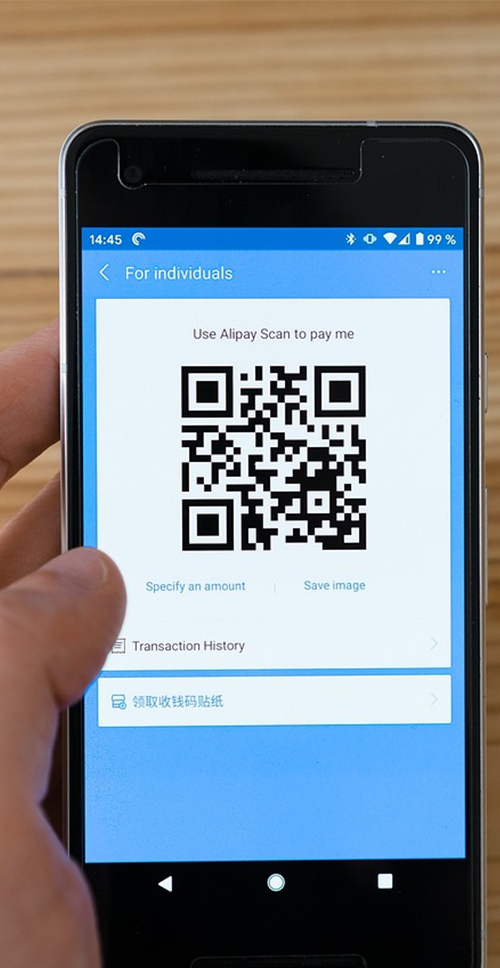 14:45 99 %
For individuals
Use Alipay Scan to pay me
Specify an amount
Save image
Transaction History
领取收钱码贴纸